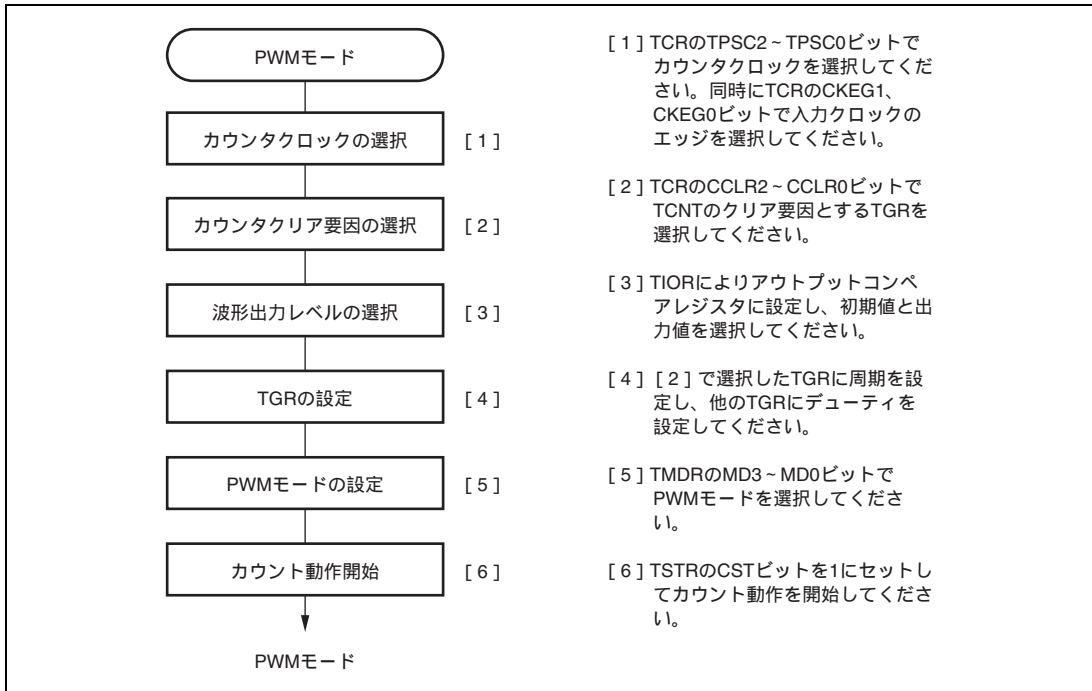 PWMモード
カウンタクロックの選択 [ 1 ]
カウンタクリア要因の選択 [ 2 ]
波形出力レベルの選択 [ 3 ]
TGRの設定 [ 4 ]
PWMモードの設定 [ 5 ]
カウント動作開始 [ 6 ]
PWMモード
[ 1 ] TCRのTPSC2～TPSC0ビットで
カウンタクロックを選択してくだ
さい。同時にTCRのCKEG1、
CKEG0ビットで入力クロックの
エッジを選択してください。
[ 2 ] TCRのCCLR2～CCLR0ビットで
TCNTのクリア要因とするTGRを
選択してください。
[ 3 ] TIORによりアウトプットコンペ
アレジスタに設定し、初期値と出
力値を選択してください。
[ 4 ] [ 2 ] で選択したTGRに周期を設
定し、他のTGRにデューティを
設定してください。
[ 5 ] TMDRのMD3～MD0ビットで
PWMモードを選択してくださ
い。
[ 6 ] TSTRのCSTビットを1にセットし
てカウント動作を開始してくださ
い。